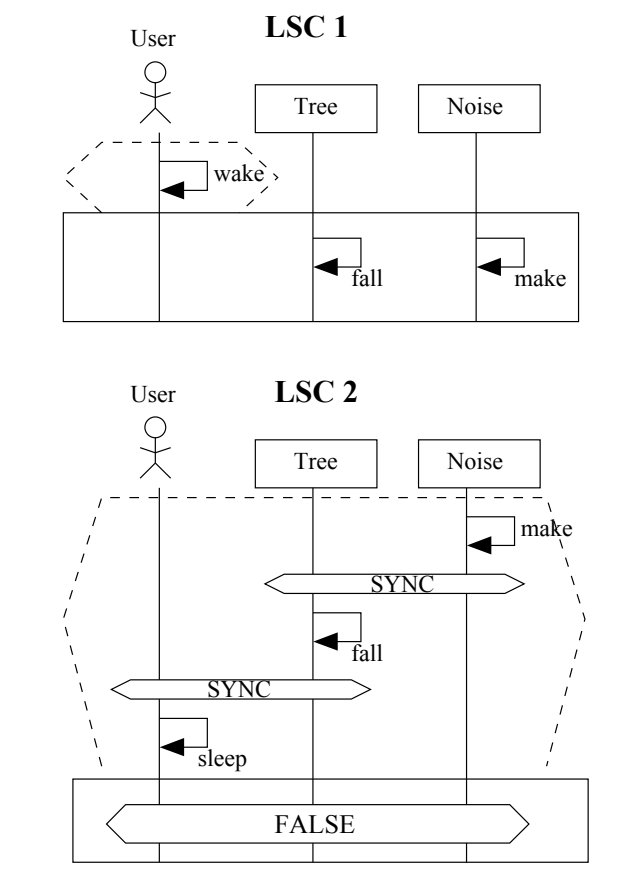 LSC 1
User
Tree
Noise
wake
fall
make
LSC 2
User
Tree
Noise
make
SYNC
fall
SYNC
sleep
FALSE